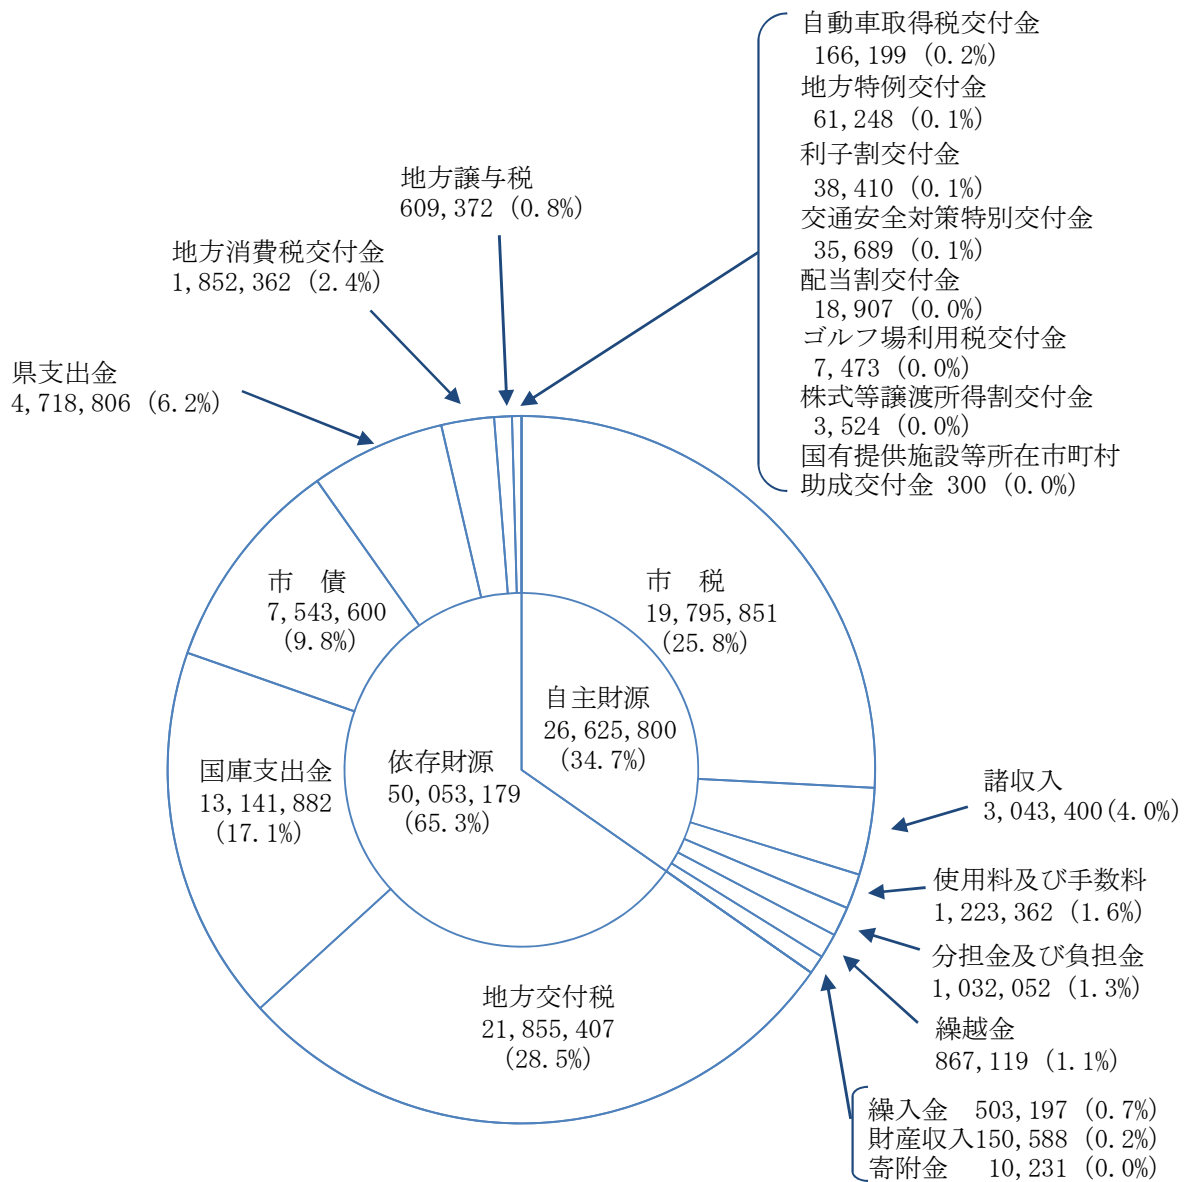 自動車取得税交付金
166,199 (0.2%)
地方特例交付金
61,248 (0.1%)
利子割交付金
38,410 (0.1%)
交通安全対策特別交付金
35,689 (0.1%)
配当割交付金
18,907 (0.0%)
ゴルフ場利用税交付金
7,473 (0.0%)
株式等譲渡所得割交付金
3,524 (0.0%)
国有提供施設等所在市町村
助成交付金 300 (0.0%)
地方譲与税
609,372 (0.8%)
地方消費税交付金
1,852,362 (2.4%)
県支出金
4,718,806 (6.2%)
市　債
7,543,600
(9.8%)
市　税
19,795,851
(25.8%)
自主財源
26,625,800
(34.7%)
依存財源
50,053,179
(65.3%)
国庫支出金
13,141,882
(17.1%)
諸収入
3,043,400(4.0%)
使用料及び手数料
1,223,362 (1.6%)
分担金及び負担金
1,032,052 (1.3%)
繰越金
867,119 (1.1%)
地方交付税
21,855,407
(28.5%)
繰入金　503,197 (0.7%)
財産収入150,588 (0.2%)
寄附金　 10,231 (0.0%)